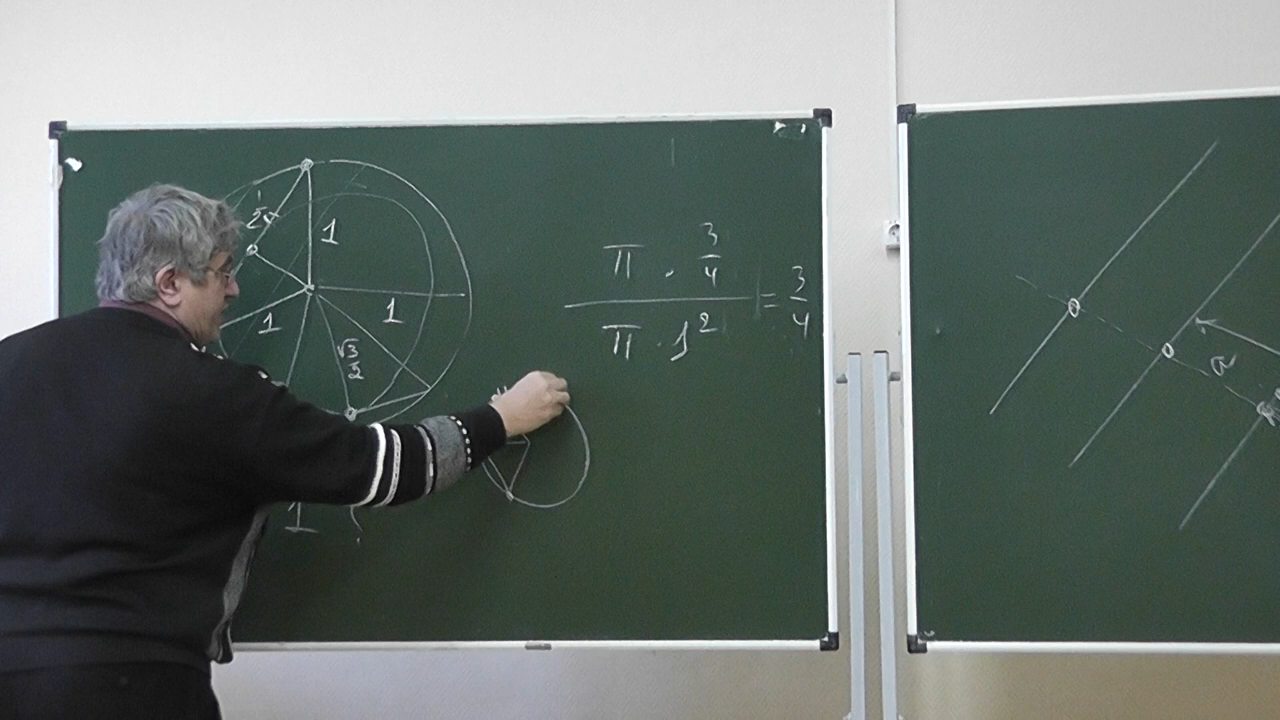 1/2
1
1
1
√3/2
π · 3/4
π · 1² = 3/4
a